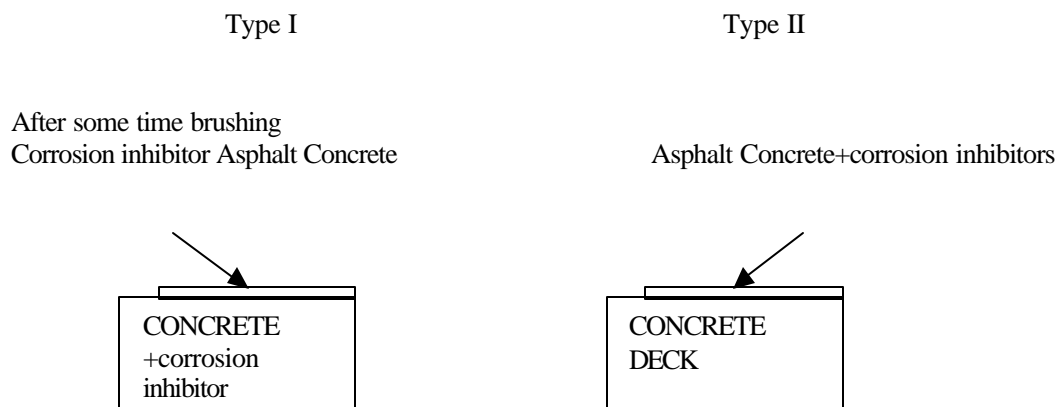 Type I
Type II
After some time brushing
Corrosion inhibitor Asphalt Concrete
Asphalt Concrete+corrosion inhibitors
CONCRETE
+corrosion
inhibitor
CONCRETE
DECK